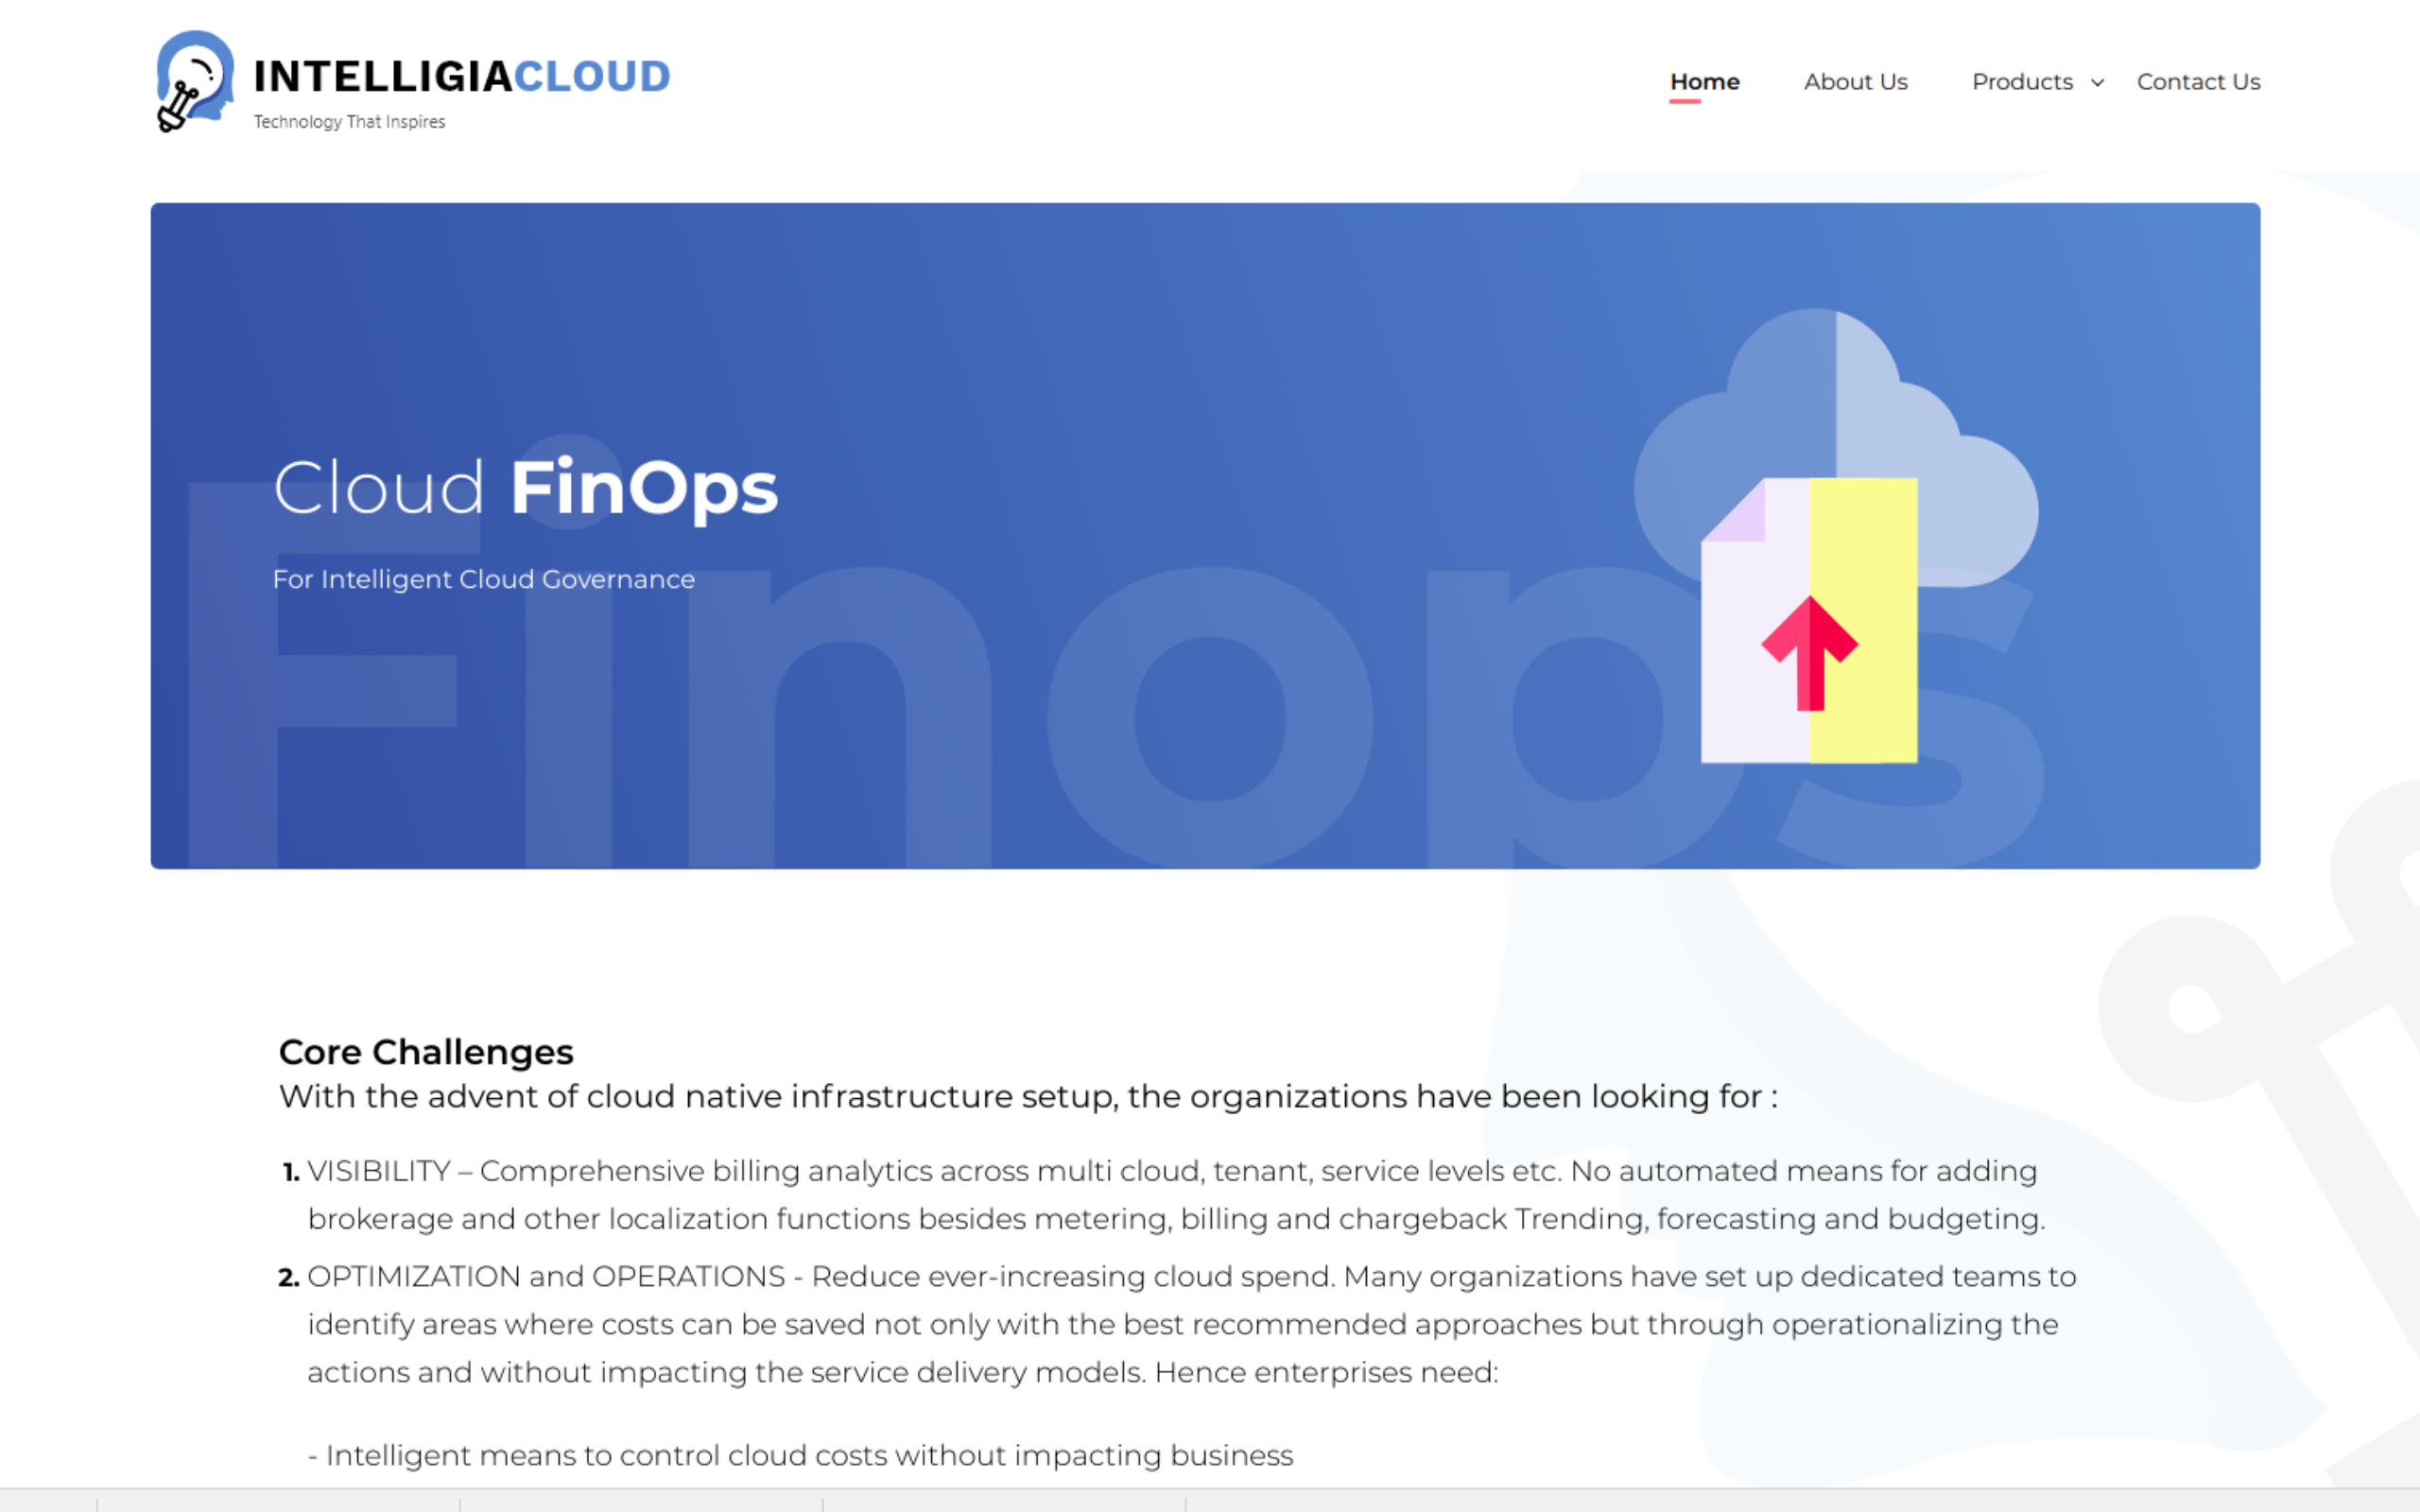 INTELLIGIACLOUD
Technology That Inspires
Home
About Us
Products
Contact Us
Cloud FinOps
For Intelligent Cloud Governance
Finops
Core Challenges
With the advent of cloud native infrastructure setup, the organizations have been looking for :
1. VISIBILITY – Comprehensive billing analytics across multi cloud, tenant, service levels etc. No automated means for adding
brokerage and other localization functions besides metering, billing and chargeback Trending, forecasting and budgeting.
2. OPTIMIZATION and OPERATIONS - Reduce ever-increasing cloud spend. Many organizations have set up dedicated teams to
identify areas where costs can be saved not only with the best recommended approaches but through operationalizing the
actions and without impacting the service delivery models. Hence enterprises need:
- Intelligent means to control cloud costs without impacting business